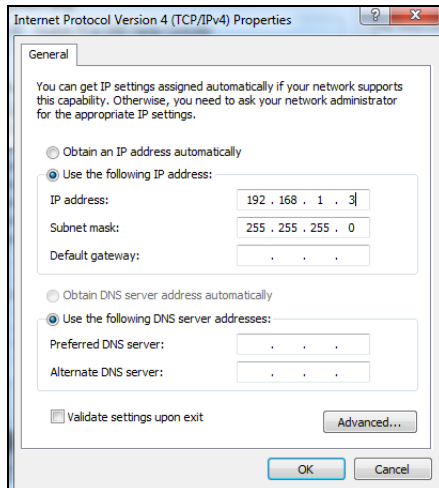 Internet Protocol Version 4 (TCP/IPv4) Properties
General
You can get IP settings assigned automatically if your network supports
this capability. Otherwise, you need to ask your network administrator
for the appropriate IP settings.
Obtain an IP address automatically
Use the following IP address:
IP address: 192 . 168 . 1 . 3
Subnet mask: 255 . 255 . 255 . 0
Default gateway: . . .
Obtain DNS server address automatically
Use the following DNS server addresses:
Preferred DNS server: . . .
Alternate DNS server: . . .
Validate settings upon exit
Advanced...
OK Cancel